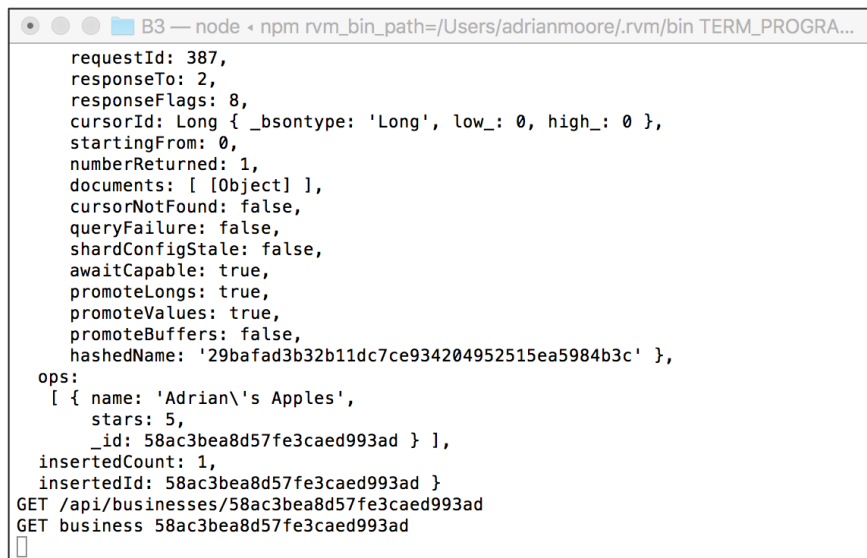 B3 — node ◂ npm rvm_bin_path=/Users/adrianmoore/.rvm/bin TERM_PROGRA...
requestId: 387,
responseTo: 2,
responseFlags: 8,
cursorId: Long { _bsontype: 'Long', low_: 0, high_: 0 },
startingFrom: 0,
numberReturned: 1,
documents: [ [Object] ],
cursorNotFound: false,
queryFailure: false,
shardConfigStale: false,
awaitCapable: true,
promoteLongs: true,
promoteValues: true,
promoteBuffers: false,
hashedName: '29bafad3b32b11dc7ce934204952515ea5984b3c' },
ops:
[ { name: 'Adrian\'s Apples',
stars: 5,
_id: 58ac3bea8d57fe3caed993ad } ],
insertedCount: 1,
insertedId: 58ac3bea8d57fe3caed993ad }
GET /api/businesses/58ac3bea8d57fe3caed993ad
GET business 58ac3bea8d57fe3caed993ad